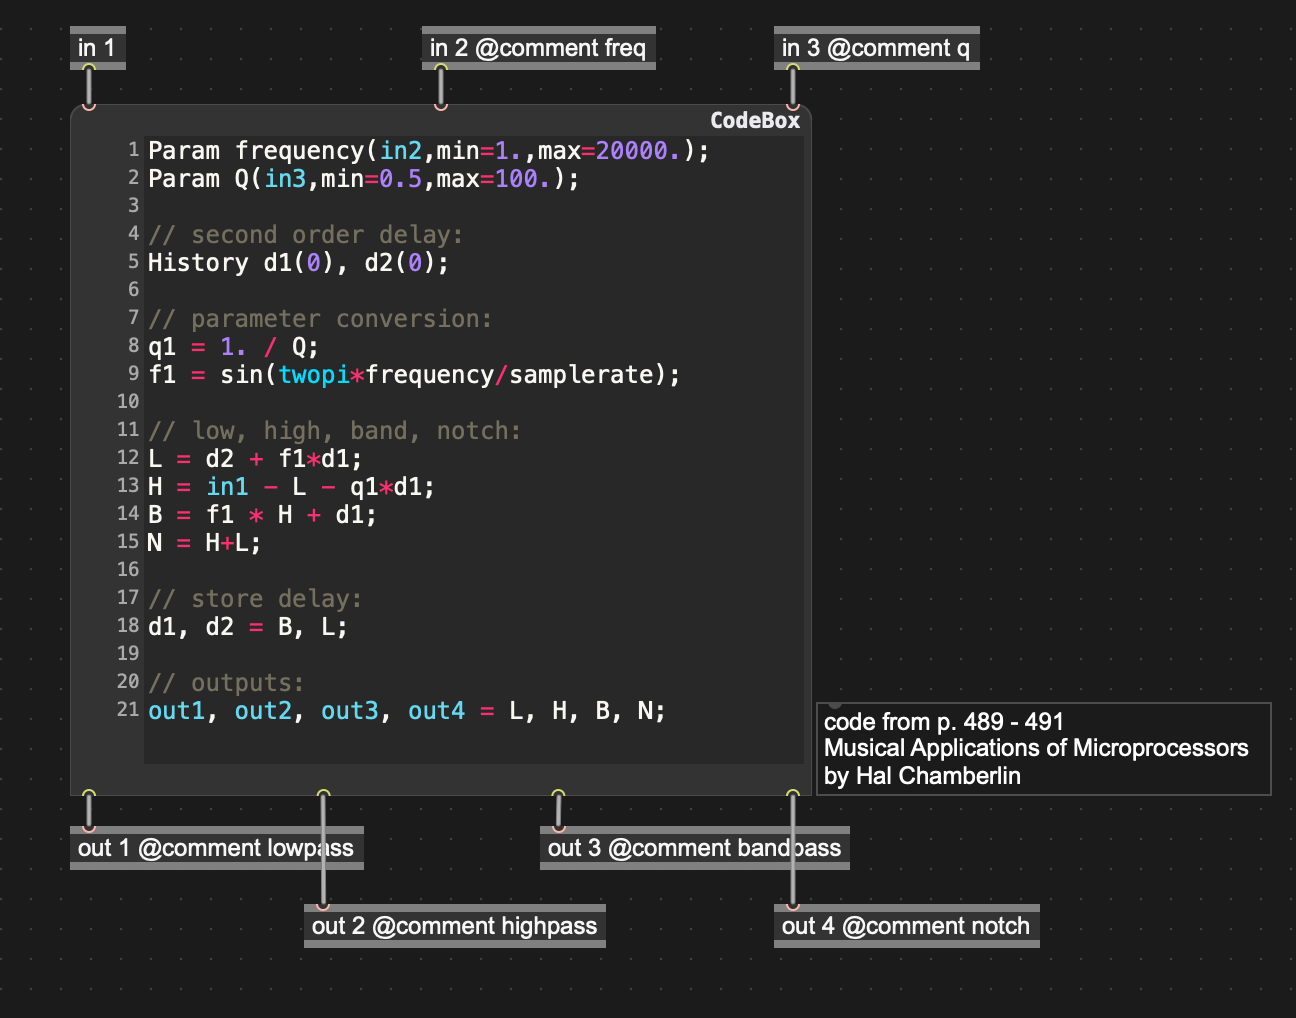 in 1
in 2 @comment freq
in 3 @comment q
CodeBox
1 Param frequency(in2,min=1.,max=20000.);
2 Param Q(in3,min=0.5,max=100.);
3
4 // second order delay:
5 History d1(0), d2(0);
6
7 // parameter conversion:
8 q1 = 1. / Q;
9 f1 = sin(twopi*frequency/samplerate);
10
11 // low, high, band, notch:
12 L = d2 + f1*d1;
13 H = in1 - L - q1*d1;
14 B = f1 * H + d1;
15 N = H+L;
16
17 // store delay:
18 d1, d2 = B, L;
19
20 // outputs:
21 out1, out2, out3, out4 = L, H, B, N;
code from p. 489 - 491
Musical Applications of Microprocessors
by Hal Chamberlin
out 1 @comment lowpass
out 3 @comment bandpass
out 2 @comment highpass
out 4 @comment notch